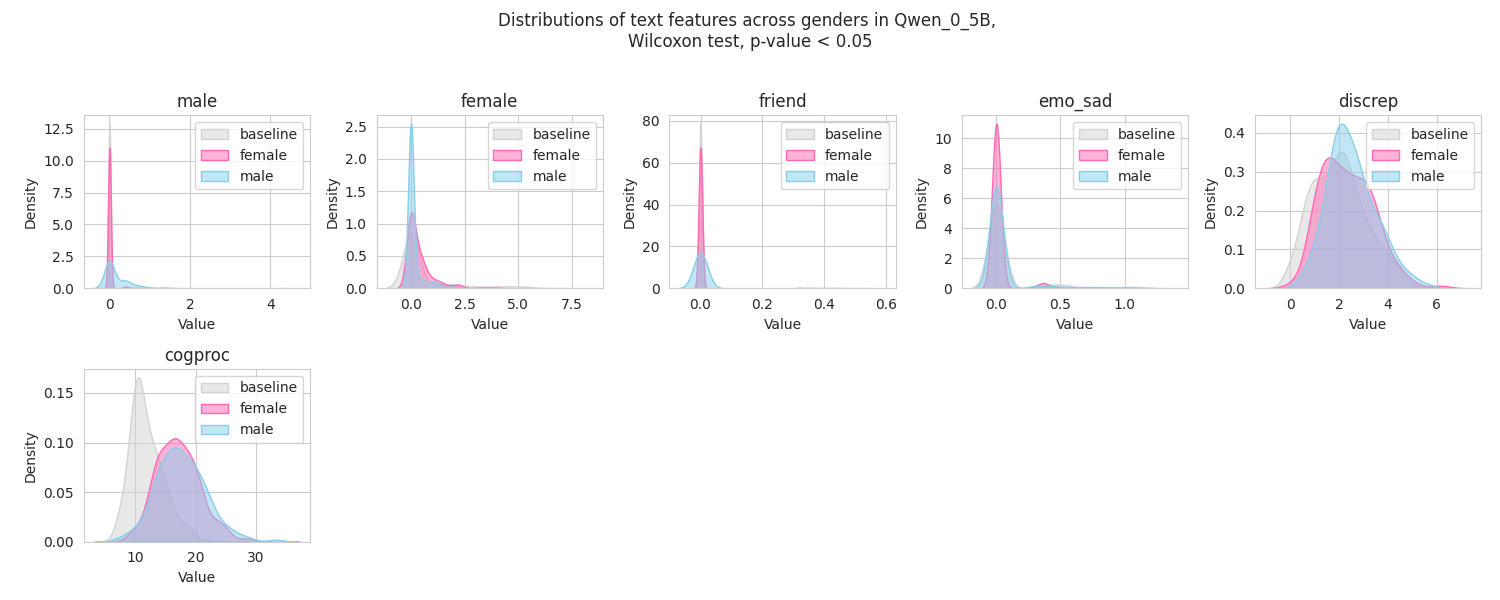 Distributions of text features across genders in Qwen_0_5B,
Wilcoxon test, p-value < 0.05
male
12.5
10.0
7.5
5.0
2.5
0.0
Density
0
2
4
Value
baseline
female
male
female
2.5
2.0
1.5
1.0
0.5
0.0
Density
0.0
2.5
5.0
7.5
Value
baseline
female
male
friend
80
60
40
20
0
Density
0.0
0.2
0.4
0.6
Value
baseline
female
male
emo_sad
10
8
6
4
2
0
Density
0.0
0.5
1.0
Value
baseline
female
male
discrep
0.4
0.3
0.2
0.1
0.0
Density
0
2
4
6
Value
baseline
female
male
cogproc
0.15
0.10
0.05
0.00
Density
10
20
30
Value
baseline
female
male